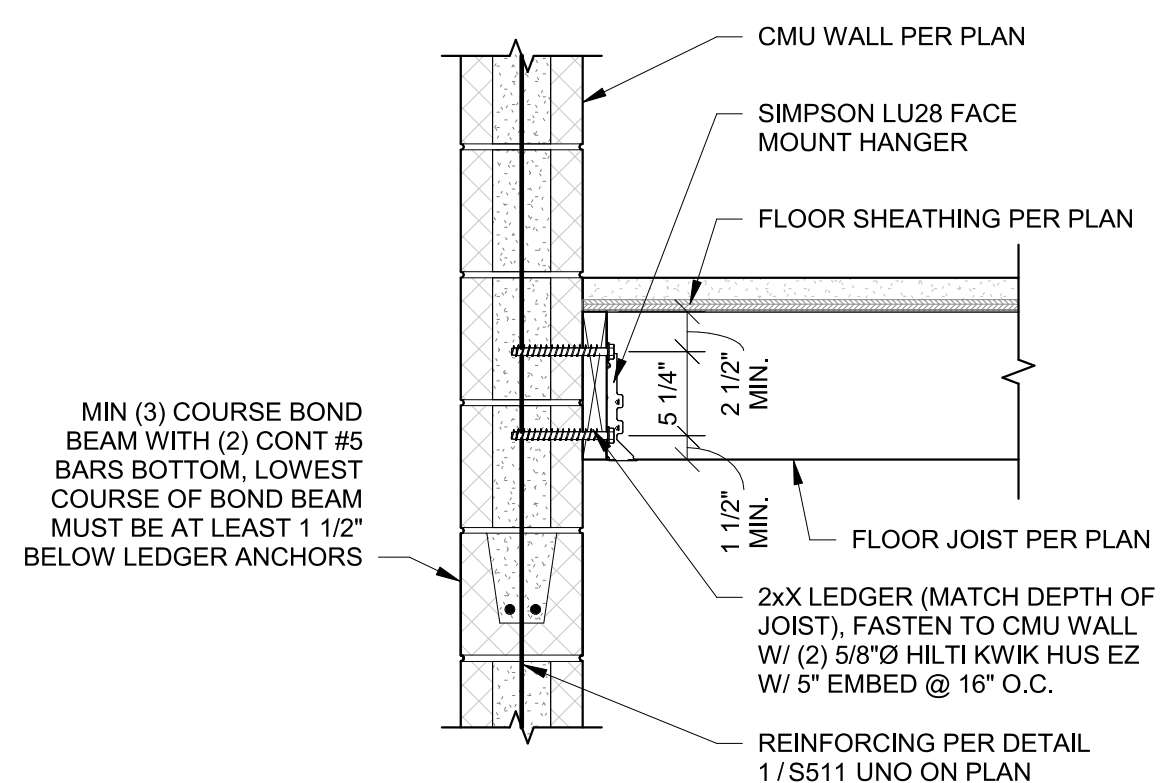 CMU WALL PER PLAN
SIMPSON LU28 FACE
MOUNT HANGER
FLOOR SHEATHING PER PLAN
5 1/4"
2 1/2"
MIN.
1 1/2"
MIN.
MIN (3) COURSE BOND
BEAM WITH (2) CONT #5
BARS BOTTOM, LOWEST
COURSE OF BOND BEAM
MUST BE AT LEAST 1 1/2"
BELOW LEDGER ANCHORS
FLOOR JOIST PER PLAN
2xX LEDGER (MATCH DEPTH OF
JOIST), FASTEN TO CMU WALL
W/ (2) 5/8"Ø HILTI KWIK HUS EZ
W/ 5" EMBED @ 16" O.C.
REINFORCING PER DETAIL
1 / S511 UNO ON PLAN